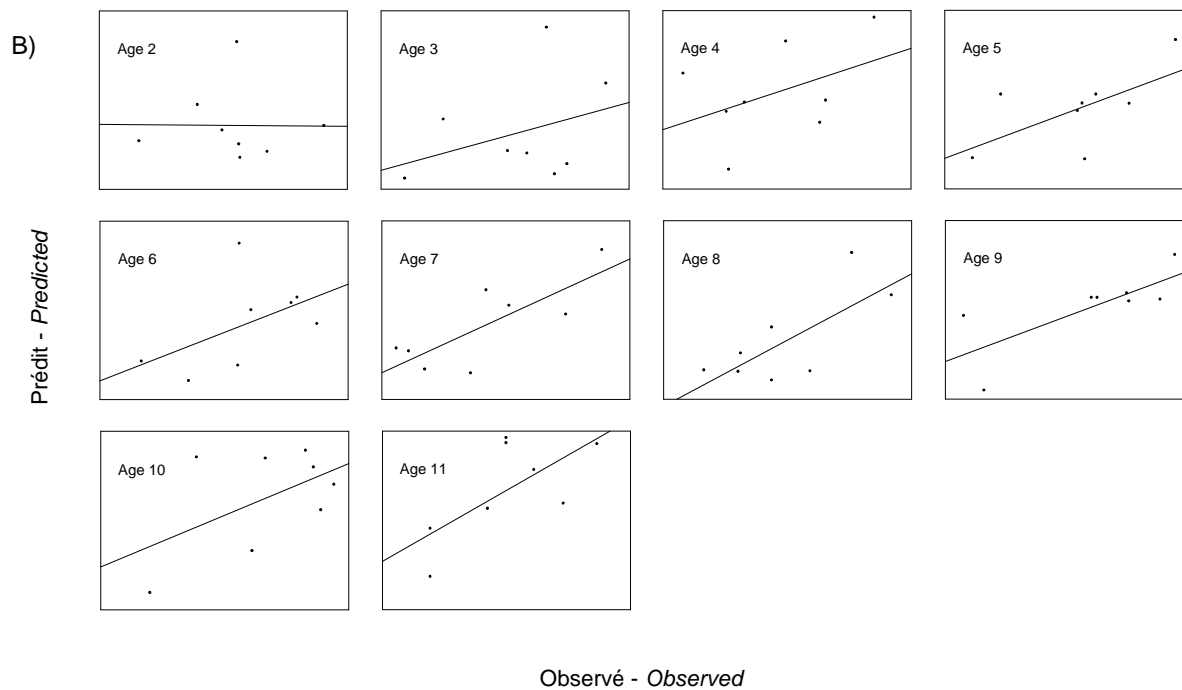 B)
Age 2
Age 3
Age 4
Age 5
Age 6
Age 7
Age 8
Age 9
Age 10
Age 11
Prédit - Predicted
Observé - Observed